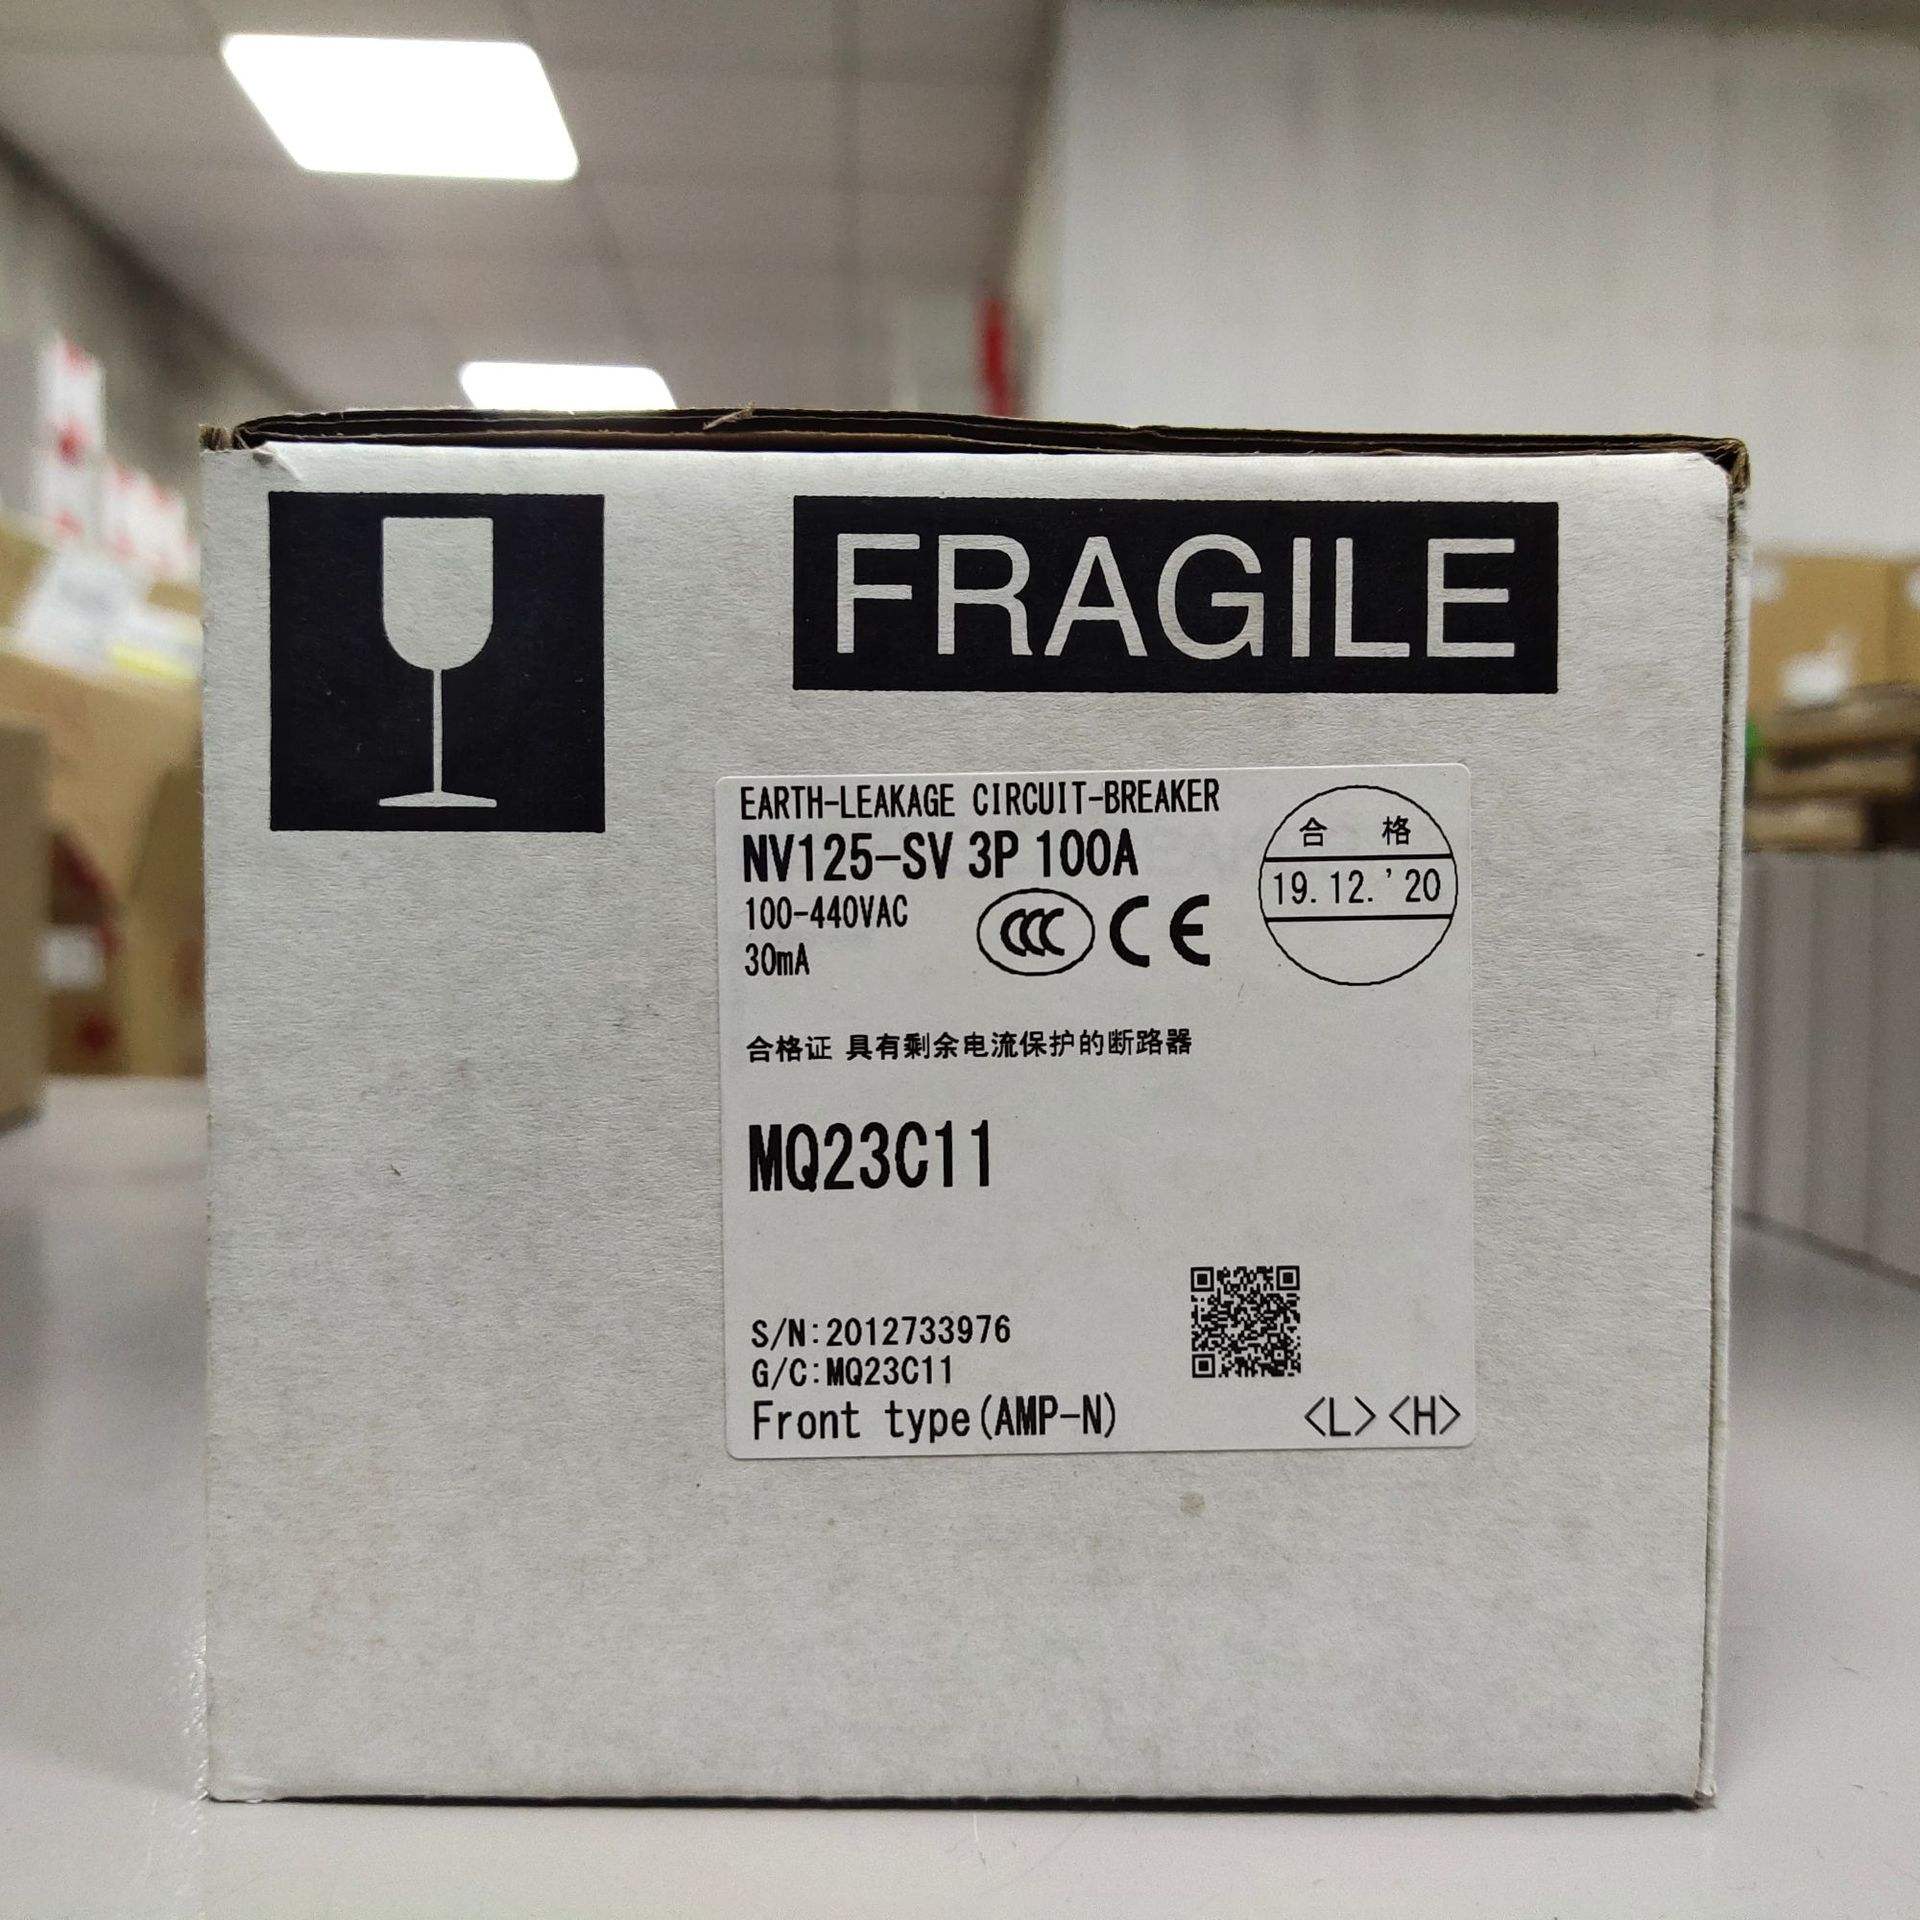 FRAGILE
EARTH-LEAKAGE CIRCUIT-BREAKER
NV125-SV 3P 100A
100-440VAC
30mA
CCC CE
合 格
19.12.'20
合格证 具有剩余电流保护的断路器
MQ23C11
S/N:2012733976
G/C:MQ23C11
Front type(AMP-N)
<L><H>